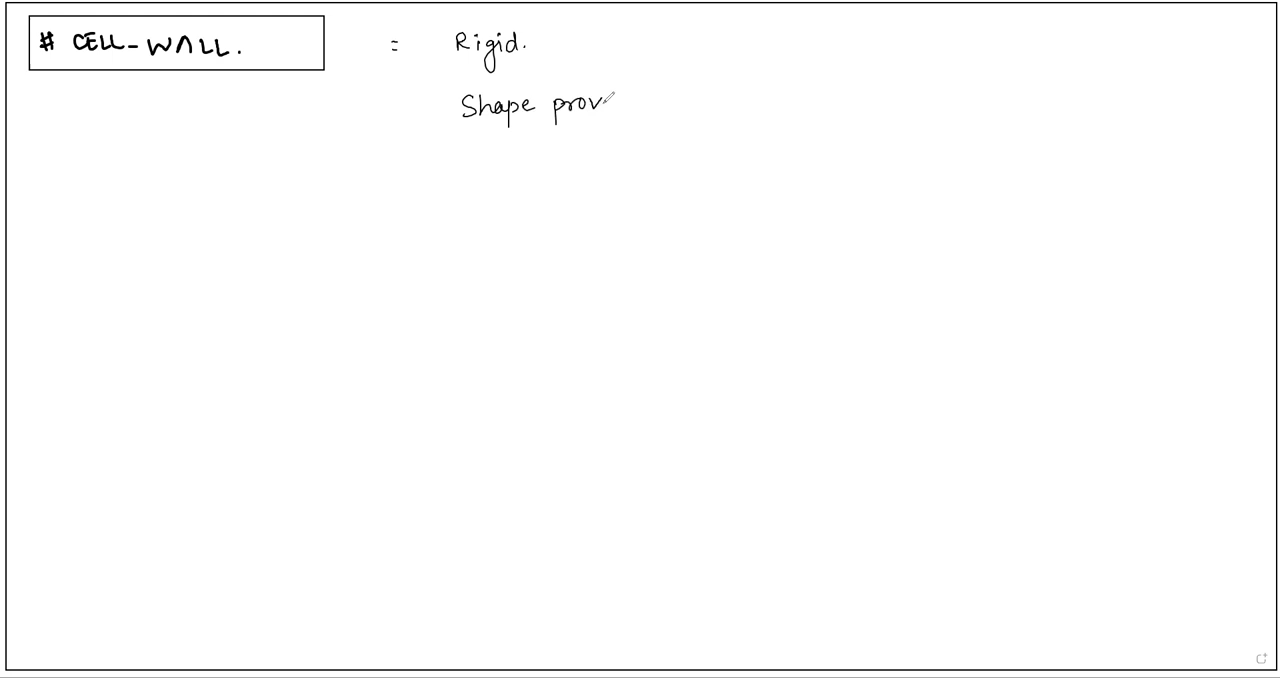 # CELL-WALL. = Rigid.
Shape prov